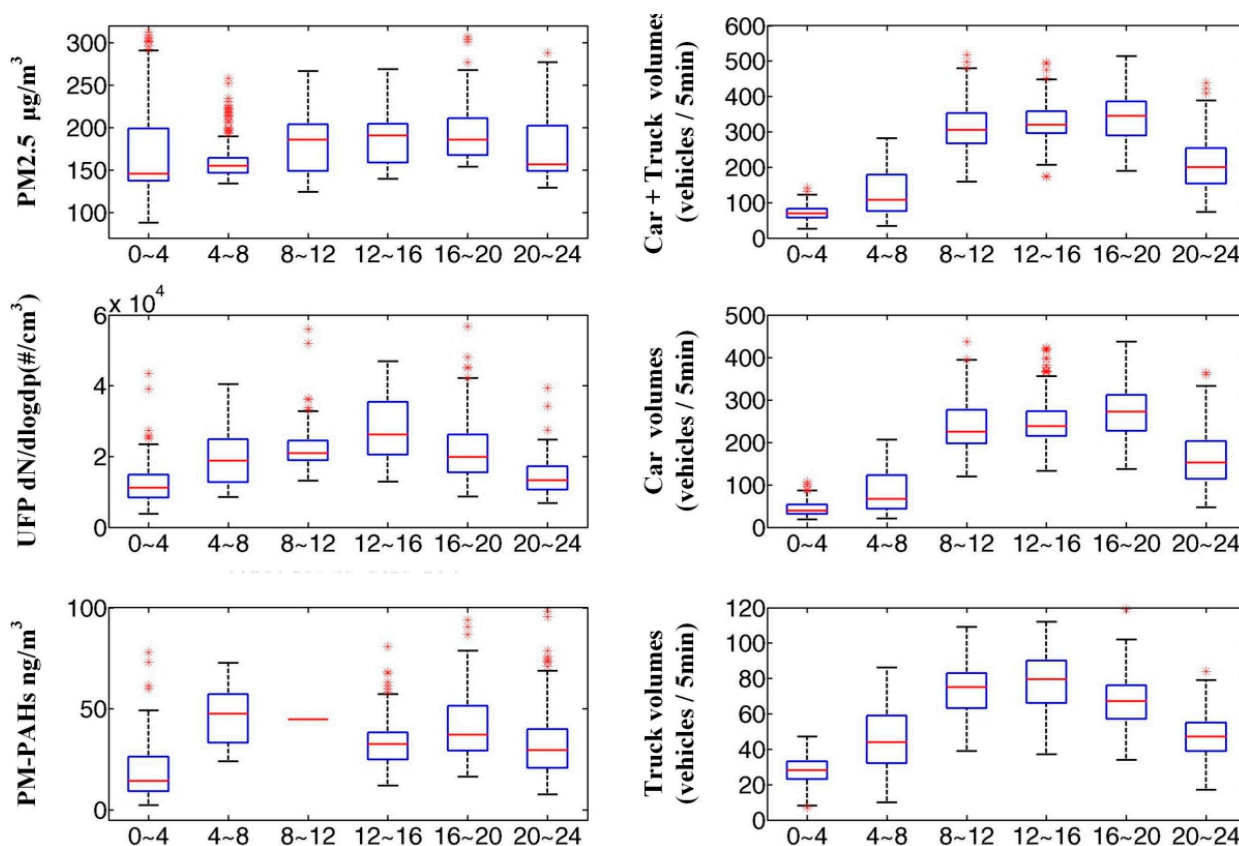 PM2.5 μg/m³
300
250
200
150
100
0~4 4~8 8~12 12~16 16~20 20~24
Car + Truck volumes
(vehicles / 5min)
600
500
400
300
200
100
0
0~4 4~8 8~12 12~16 16~20 20~24
UFP dN/dlogdp(#/cm³)
x 10⁴
6
4
2
0
0~4 4~8 8~12 12~16 16~20 20~24
Car volumes
(vehicles / 5min)
500
400
300
200
100
0
0~4 4~8 8~12 12~16 16~20 20~24
PM-PAHs ng/m³
100
50
0
0~4 4~8 8~12 12~16 16~20 20~24
Truck volumes
(vehicles / 5min)
120
100
80
60
40
20
0
0~4 4~8 8~12 12~16 16~20 20~24